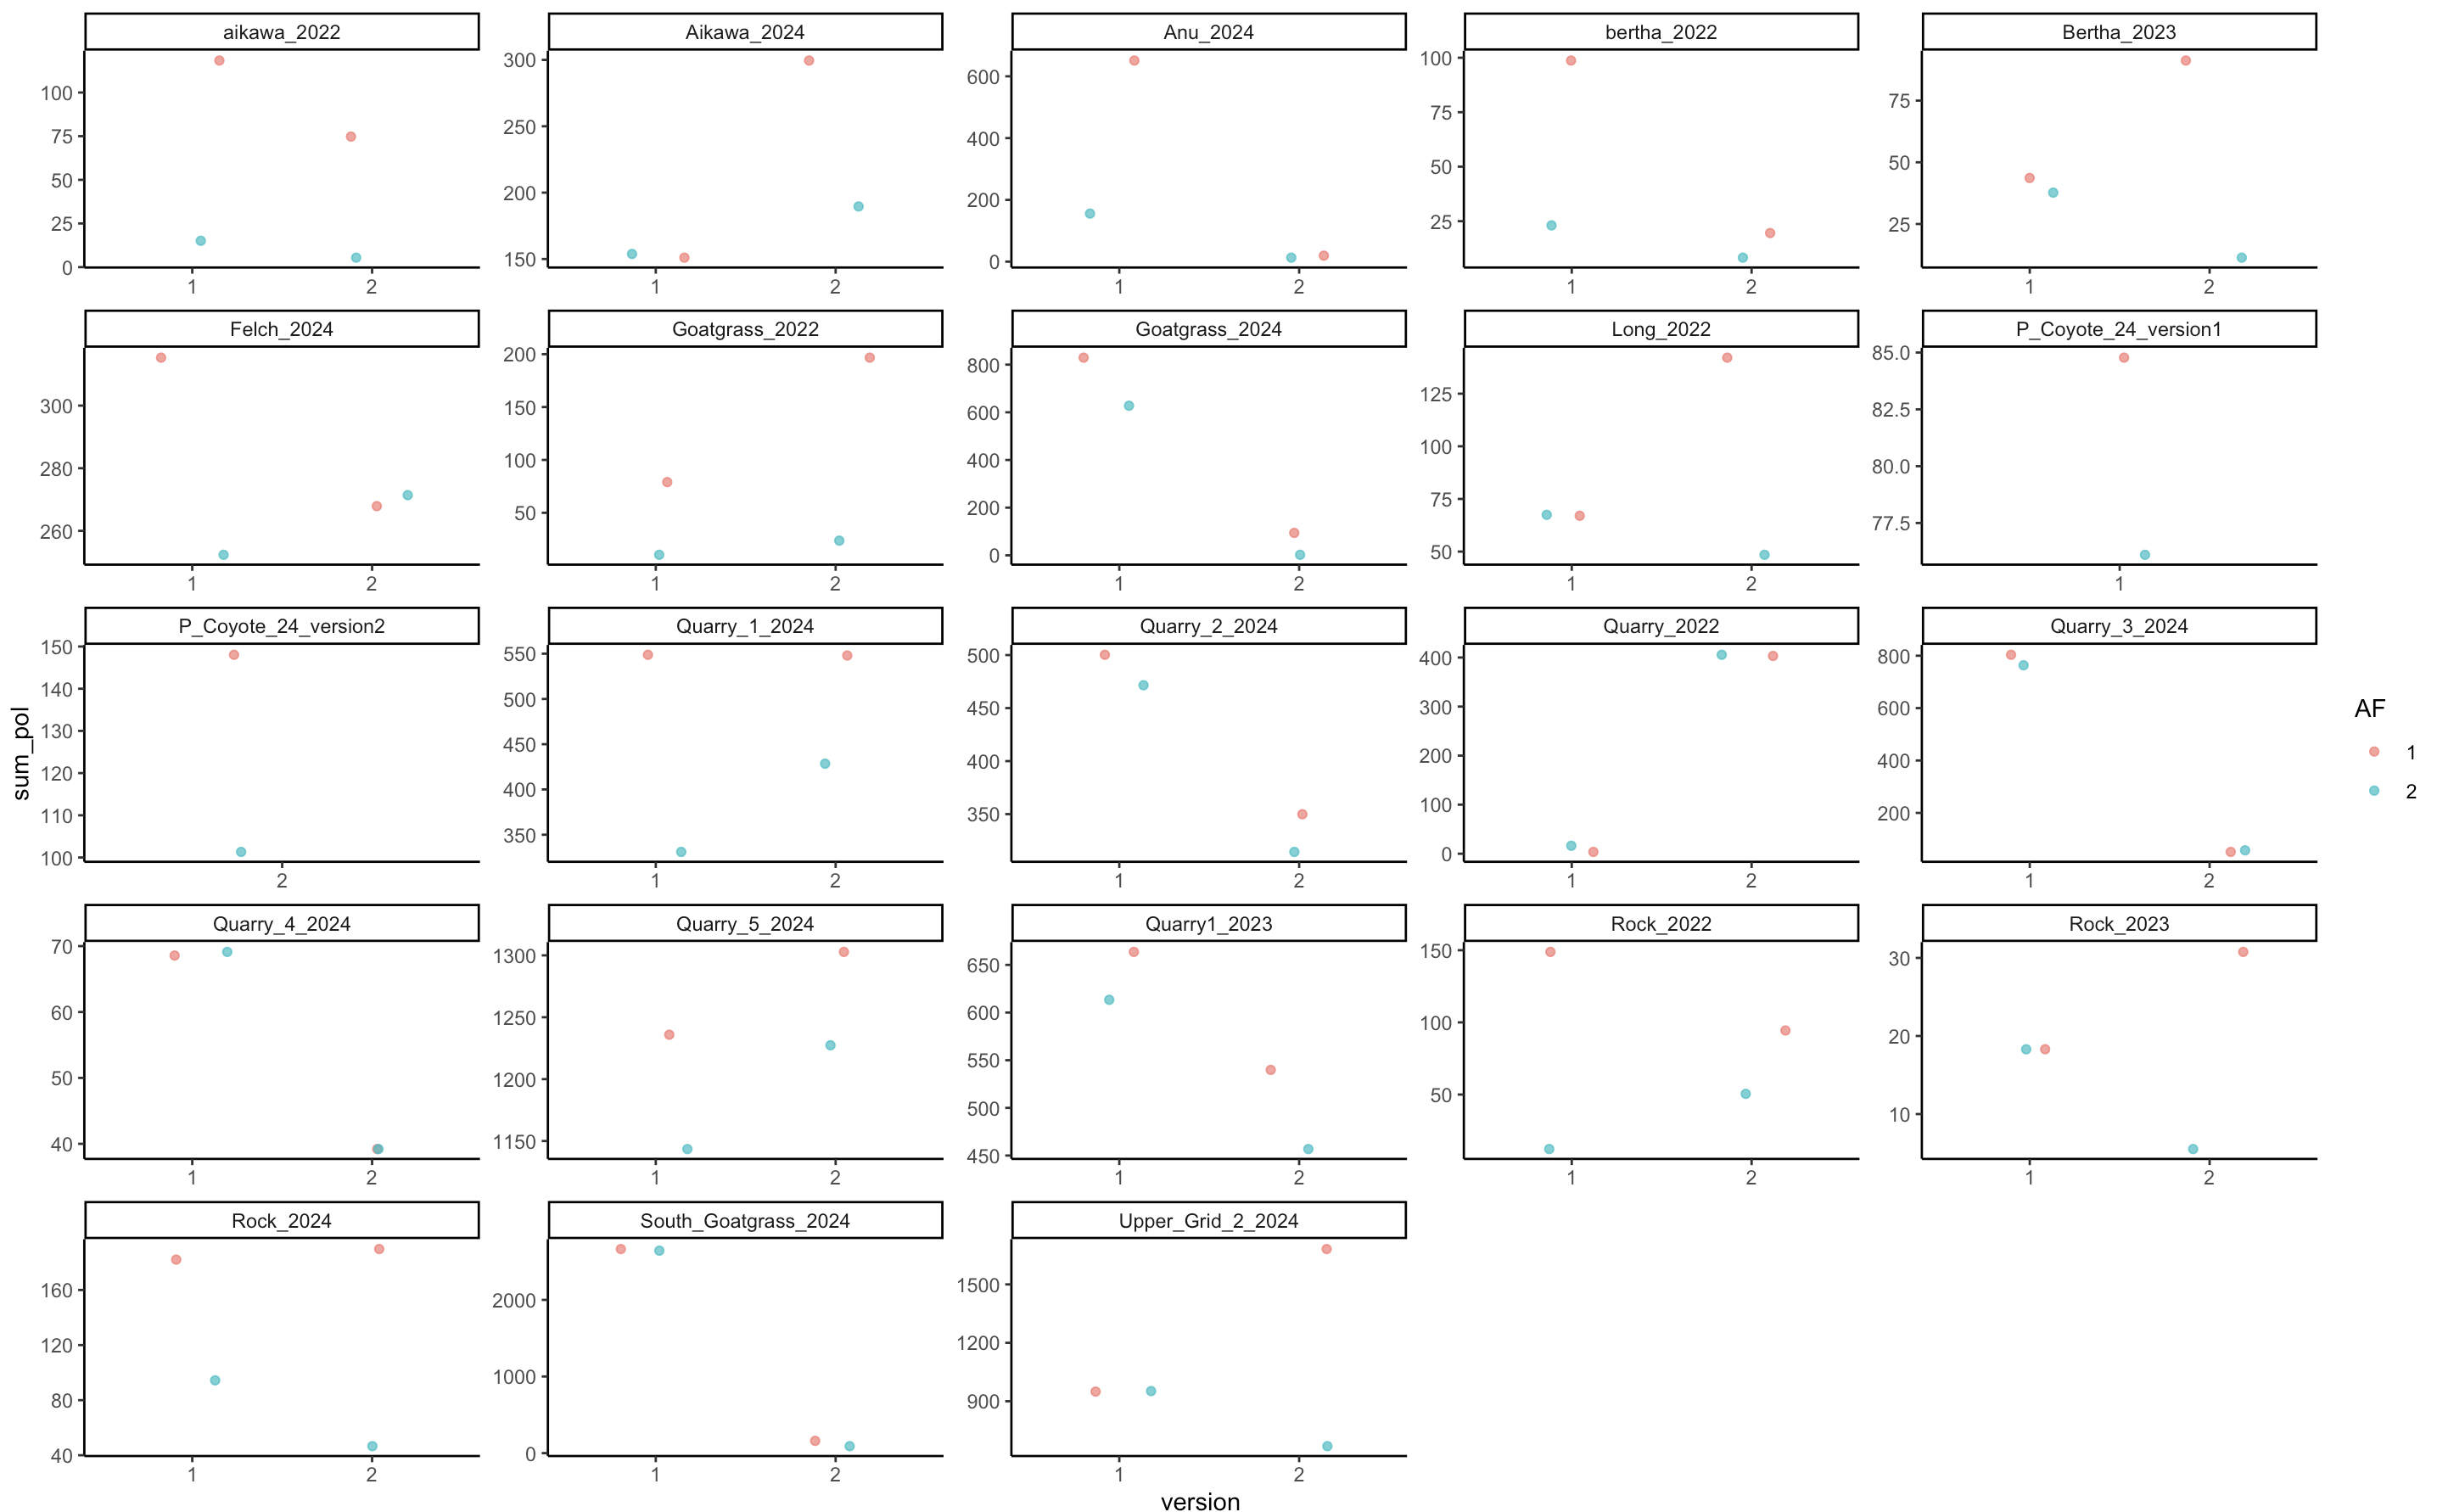 aikawa_2022 Aikawa_2024 Anu_2024 bertha_2022 Bertha_2023
100 75 50 25 0
300 250 200 150
600 400 200 0
100 75 50 25
75 50 25
1 2 1 2 1 2 1 2 1 2
Felch_2024 Goatgrass_2022 Goatgrass_2024 Long_2022 P_Coyote_24_version1
300 280 260
200 150 100 50
800 600 400 200 0
125 100 75 50
85.0 82.5 80.0 77.5
1 2 1 2 1 2 1 2 1
P_Coyote_24_version2 Quarry_1_2024 Quarry_2_2024 Quarry_2022 Quarry_3_2024
150 140 130 120 110 100
550 500 450 400 350
500 450 400 350
400 300 200 100 0
800 600 400 200
2 1 2 1 2 1 2 1 2
sum_pol
AF
1
2
Quarry_4_2024 Quarry_5_2024 Quarry1_2023 Rock_2022 Rock_2023
70 60 50 40
1300 1250 1200 1150
650 600 550 500 450
150 100 50
30 20 10
1 2 1 2 1 2 1 2 1 2
Rock_2024 South_Goatgrass_2024 Upper_Grid_2_2024
160 120 80 40
2000 1000 0
1500 1200 900
1 2 1 2 1 2
version